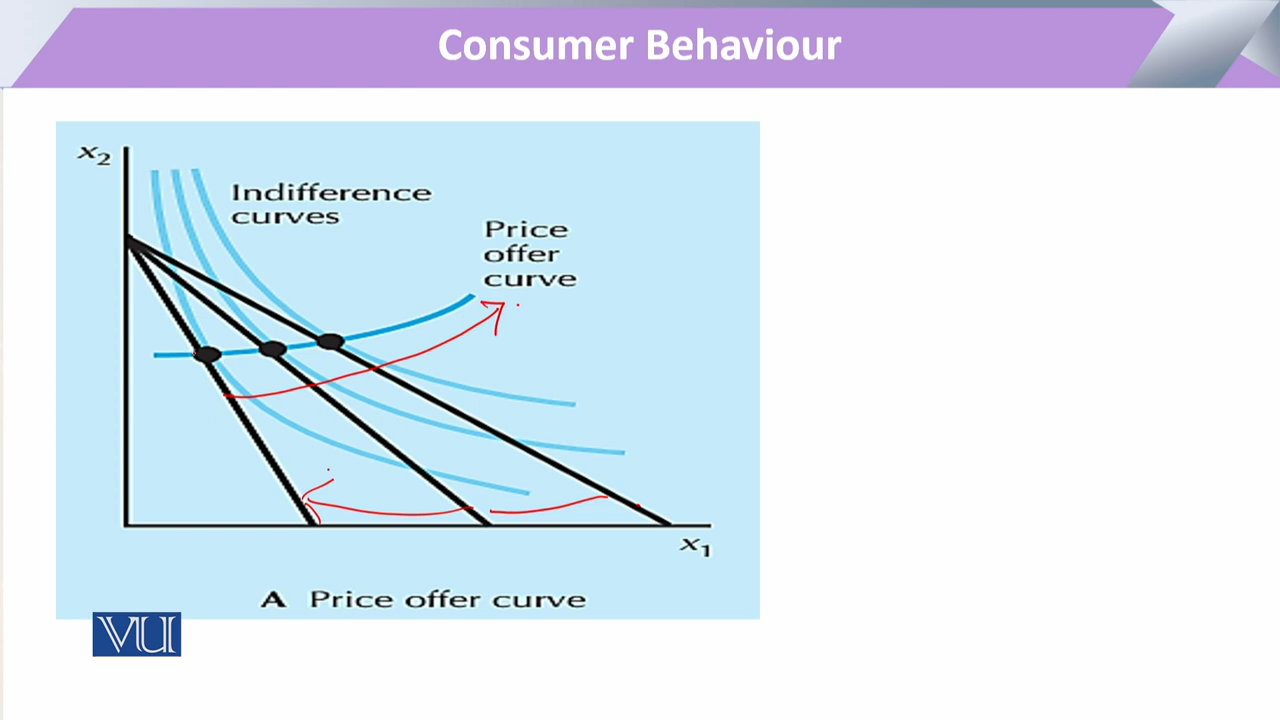 Consumer Behaviour
x2
Indifference
curves
Price
offer
curve
x1
A Price offer curve
VU